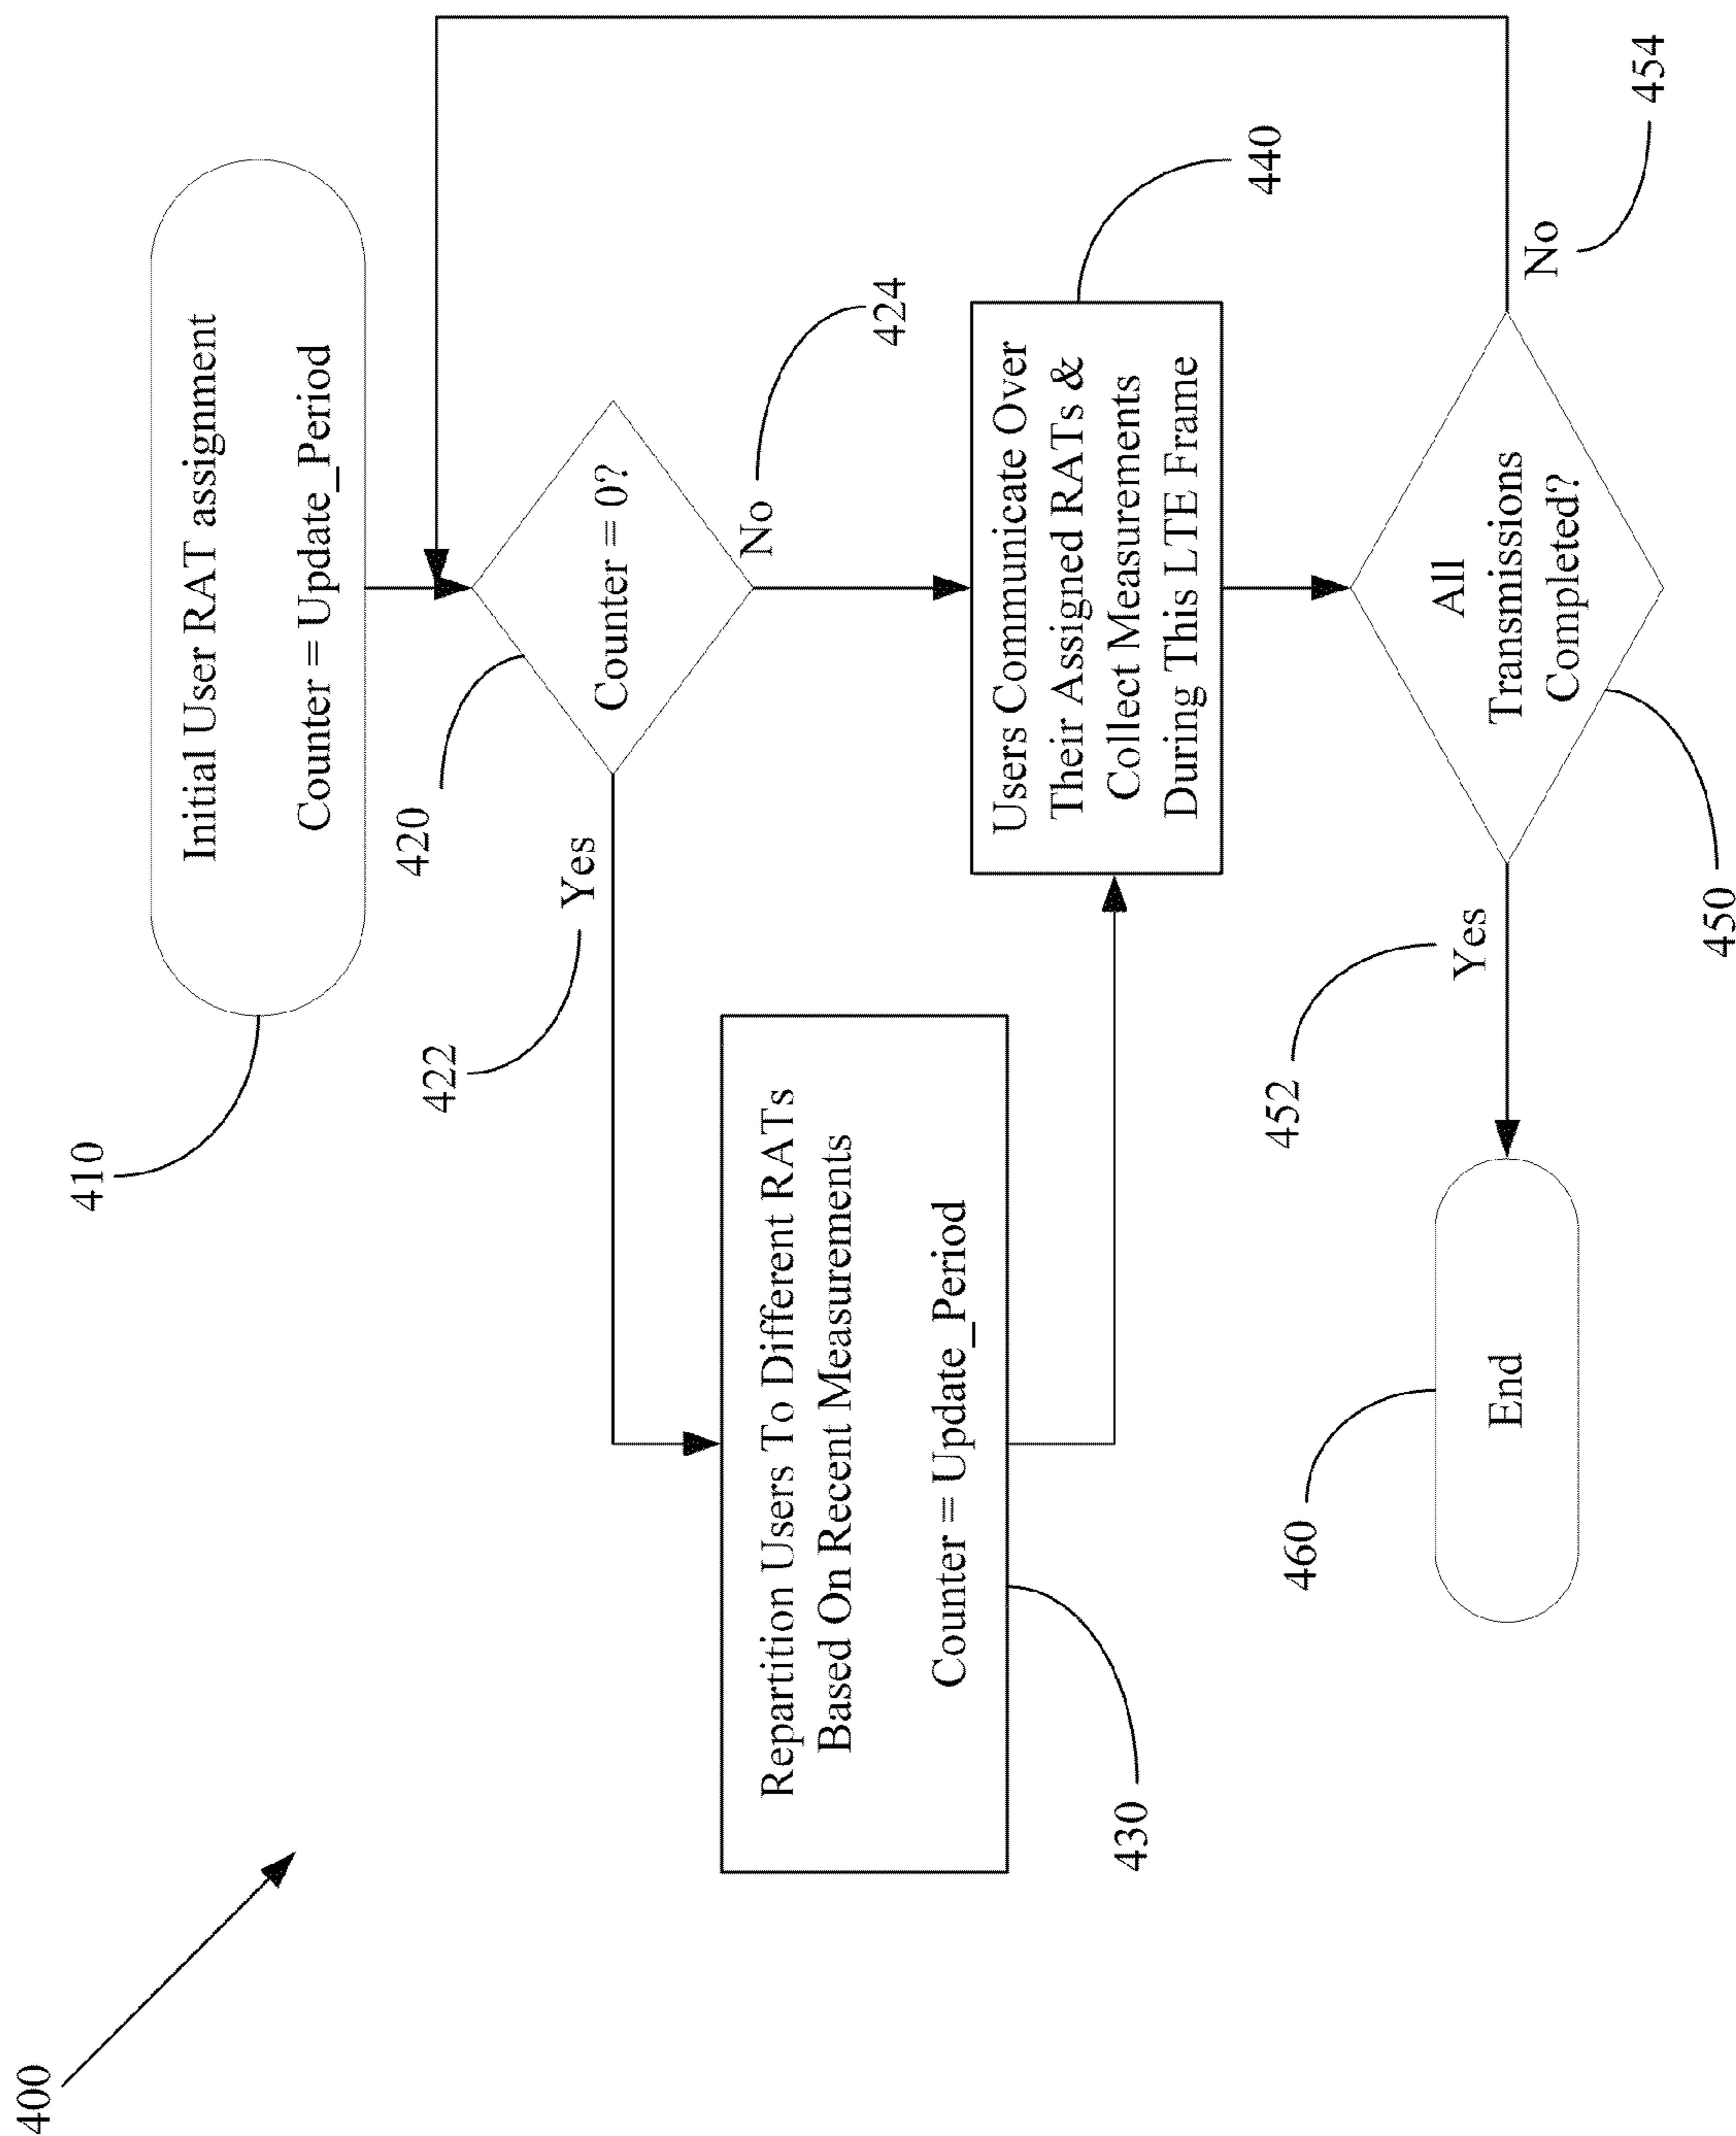 400
410
Initial User RAT assignment
Counter = Update_Period
420
Counter = 0?
422
Yes
No
424
Repartition Users To Different RATs
Based On Recent Measurements
Counter = Update_Period
430
Users Communicate Over
Their Assigned RATs &
Collect Measurements
During This LTE Frame
440
All
Transmissions
Completed?
450
452
Yes
No
454
460
End